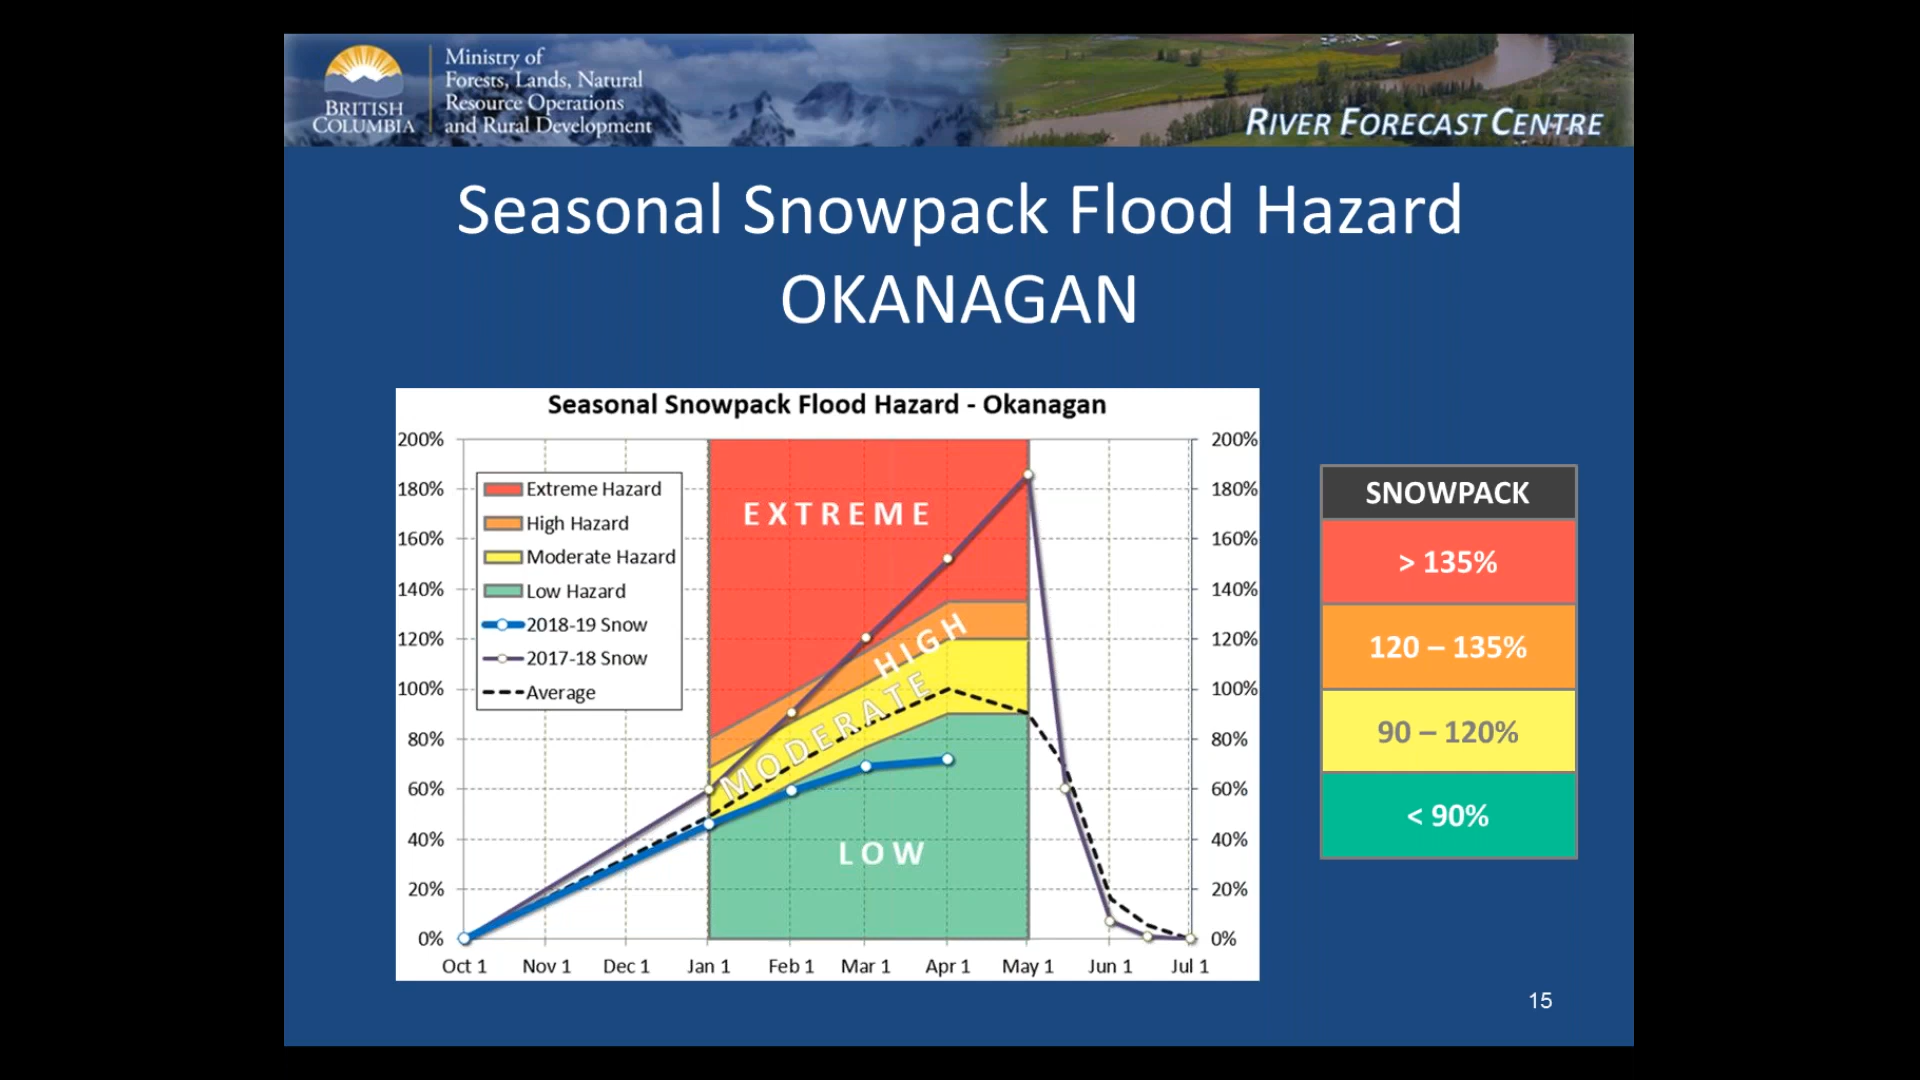 BRITISH
COLUMBIA
Ministry of
Forests, Lands, Natural
Resource Operations
and Rural Development
RIVER FORECAST CENTRE
Seasonal Snowpack Flood Hazard
OKANAGAN
Seasonal Snowpack Flood Hazard - Okanagan
200%
180%
160%
140%
120%
100%
80%
60%
40%
20%
0%
Extreme Hazard
High Hazard
Moderate Hazard
Low Hazard
2018-19 Snow
2017-18 Snow
Average
EXTREME
HIGH
MODERATE
LOW
200%
180%
160%
140%
120%
100%
80%
60%
40%
20%
0%
Oct 1 Nov 1 Dec 1 Jan 1 Feb 1 Mar 1 Apr 1 May 1 Jun 1 Jul 1
SNOWPACK
> 135%
120 – 135%
90 – 120%
< 90%
15